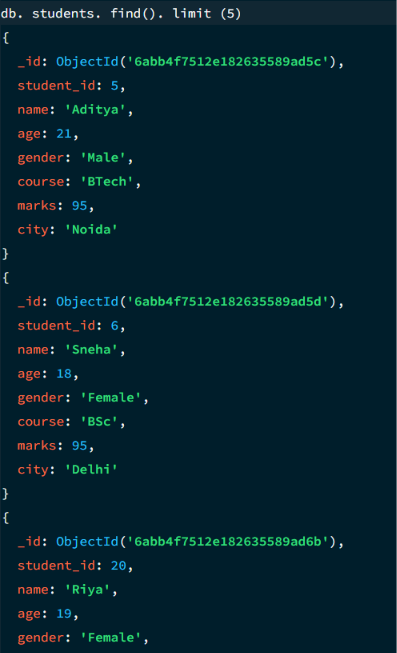 db. students. find(). limit (5)
{
_id: ObjectId('6abb4f7512e182635589ad5c'),
student_id: 5,
name: 'Aditya',
age: 21,
gender: 'Male',
course: 'BTech',
marks: 95,
city: 'Noida'
}
{
_id: ObjectId('6abb4f7512e182635589ad5d'),
student_id: 6,
name: 'Sneha',
age: 18,
gender: 'Female',
course: 'BSc',
marks: 95,
city: 'Delhi'
}
{
_id: ObjectId('6abb4f7512e182635589ad6b'),
student_id: 20,
name: 'Riya',
age: 19,
gender: 'Female',